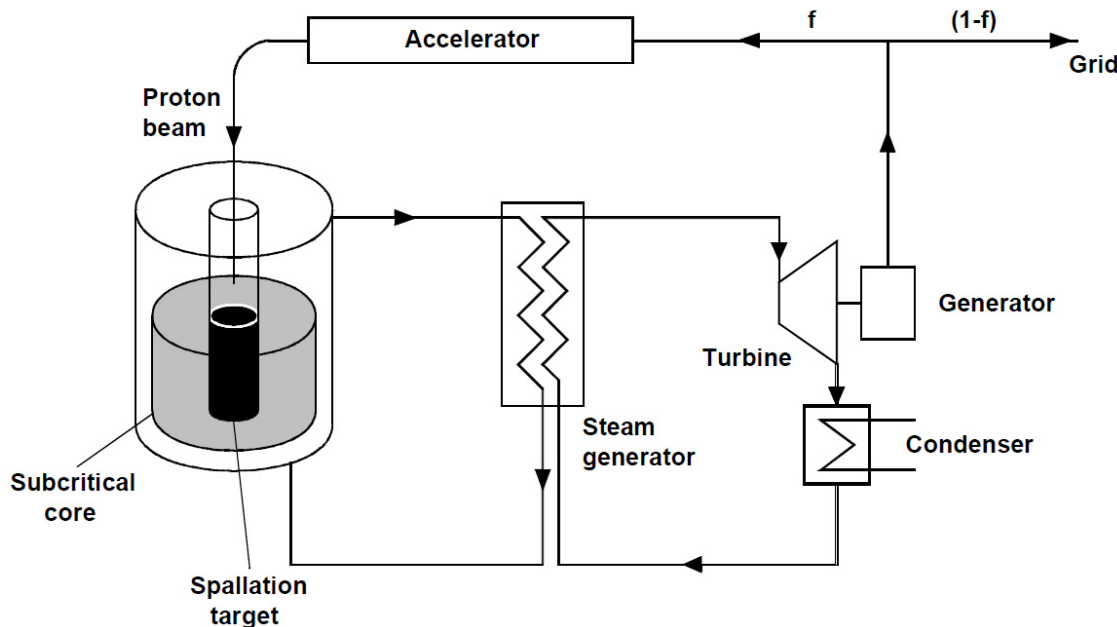 f
(1-f)
Accelerator
Grid
Proton
beam
Generator
Turbine
Steam
generator
Condenser
Subcritical
core
Spallation
target